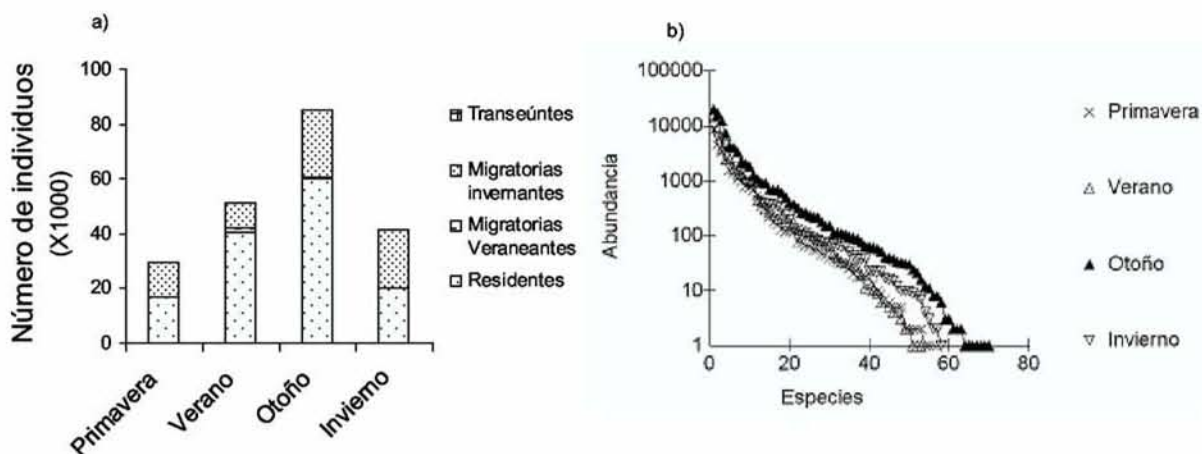 a)
Número de individuos
(X1000)
100
80
60
40
20
0
Primavera
Verano
Otoño
Invierno
Transeúntes
Migratorias
invernantes
Migratorias
Veraneantes
Residentes
b)
Abundancia
100000
10000
1000
100
10
1
0
20
40
60
80
Especies
Primavera
Verano
Otoño
Invierno